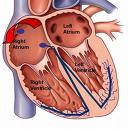 Left
Atrium
Right
Atrium
Left
Ventricle
Right
Ventricle